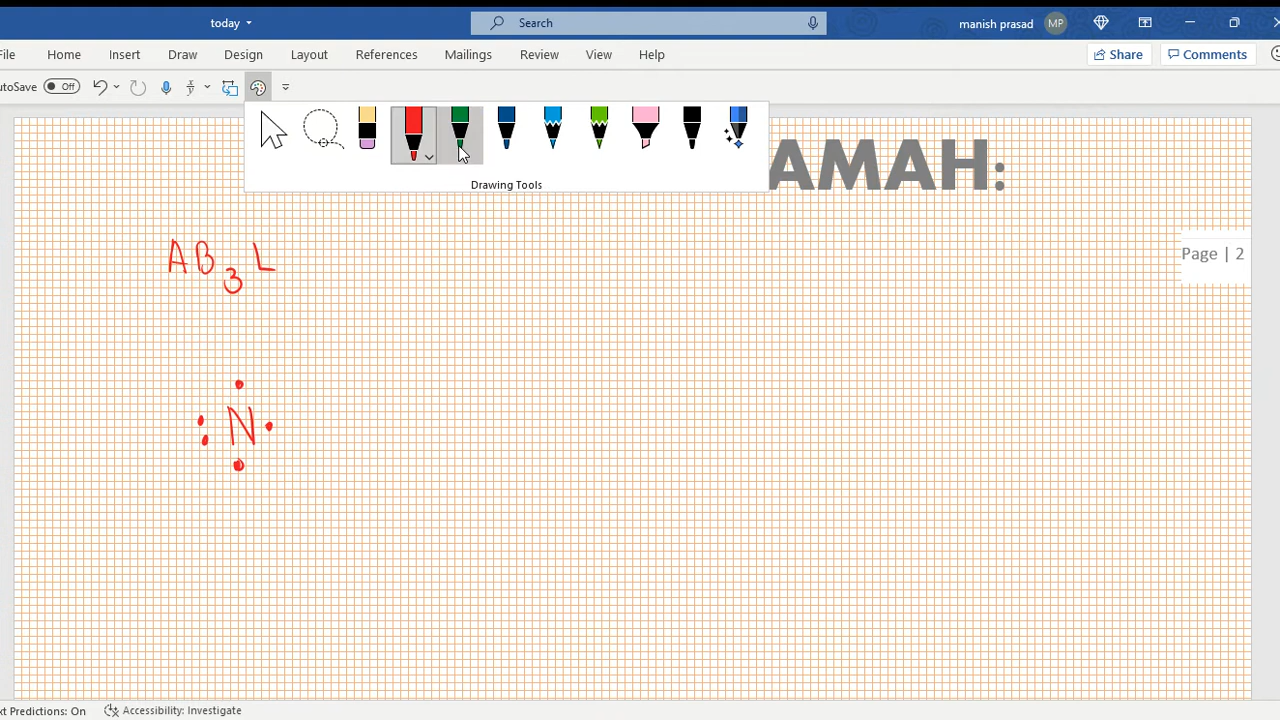 today
Search
manish prasad MP
File Home Insert Draw Design Layout References Mailings Review View Help Share Comments
AutoSave Off
Drawing Tools
AMAH:
AB3L
Page | 2
N
xt Predictions: On Accessibility: Investigate